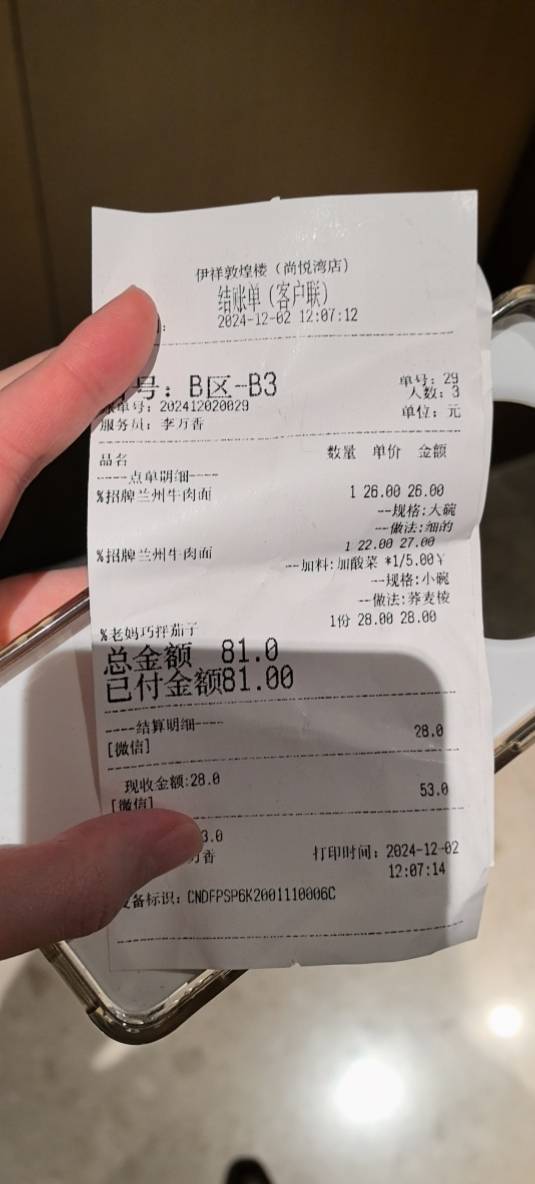 伊祥敦煌楼（尚悦湾店）
结账单（客户联）
2024-12-02 12:07:12
号: B区-B3
单号: 29
人数: 3
单号: 202412020029
单位: 元
服务员: 李万香
品名 数量 单价 金额
----点单明细----
%招牌兰州牛肉面 1 26.00 26.00
--规格:大碗
--做法:细的
%招牌兰州牛肉面 1 22.00 27.00
--加料:加酸菜 *1/5.00¥
--规格:小碗
--做法:荞麦棱
%老妈巧拌茄子 1份 28.00 28.00
总金额 81.0
已付金额81.00
----结算明细----
[微信] 28.0
现收金额:28.0
[微信] 53.0
3.0
万香 打印时间: 2024-12-02
12:07:14
备标识: CNDFPSP6K2001110006C